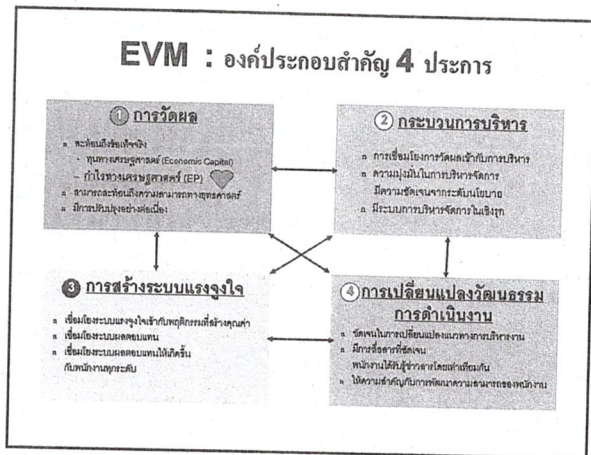 EVM : องค์ประกอบสำคัญ 4 ประการ
1 การวัดผล
สะท้อนถึงข้อเท็จจริง
- ทุนทางเศรษฐศาสตร์ (Economic Capital)
– กำไรทางเศรษฐศาสตร์ (EP)
สามารถสะท้อนถึงความสามารถทางยุทธศาสตร์
มีการปรับปรุงอย่างต่อเนื่อง
2 กระบวนการบริหาร
การเชื่อมโยงการวัดผลเข้ากับการบริหาร
ความมุ่งมั่นในการบริหารจัดการ
มีความชัดเจนจากระดับนโยบาย
มีระบบการบริหารจัดการในเชิงรุก
3 การสร้างระบบแรงจูงใจ
เชื่อมโยงระบบแรงจูงใจเข้ากับพฤติกรรมที่สร้างคุณค่า
เชื่อมโยงระบบผลตอบแทน
เชื่อมโยงระบบผลตอบแทนให้เกิดขึ้น
กับพนักงานทุกระดับ
4 การเปลี่ยนแปลงวัฒนธรรม
การดำเนินงาน
ชัดเจนในการเปลี่ยนแปลงแนวทางการบริหารงาน
มีการสื่อสารที่ชัดเจน
พนักงานได้รับรู้ข่าวสารโดยเท่าเทียมกัน
ให้ความสำคัญกับการพัฒนาความสามารถของพนักงาน